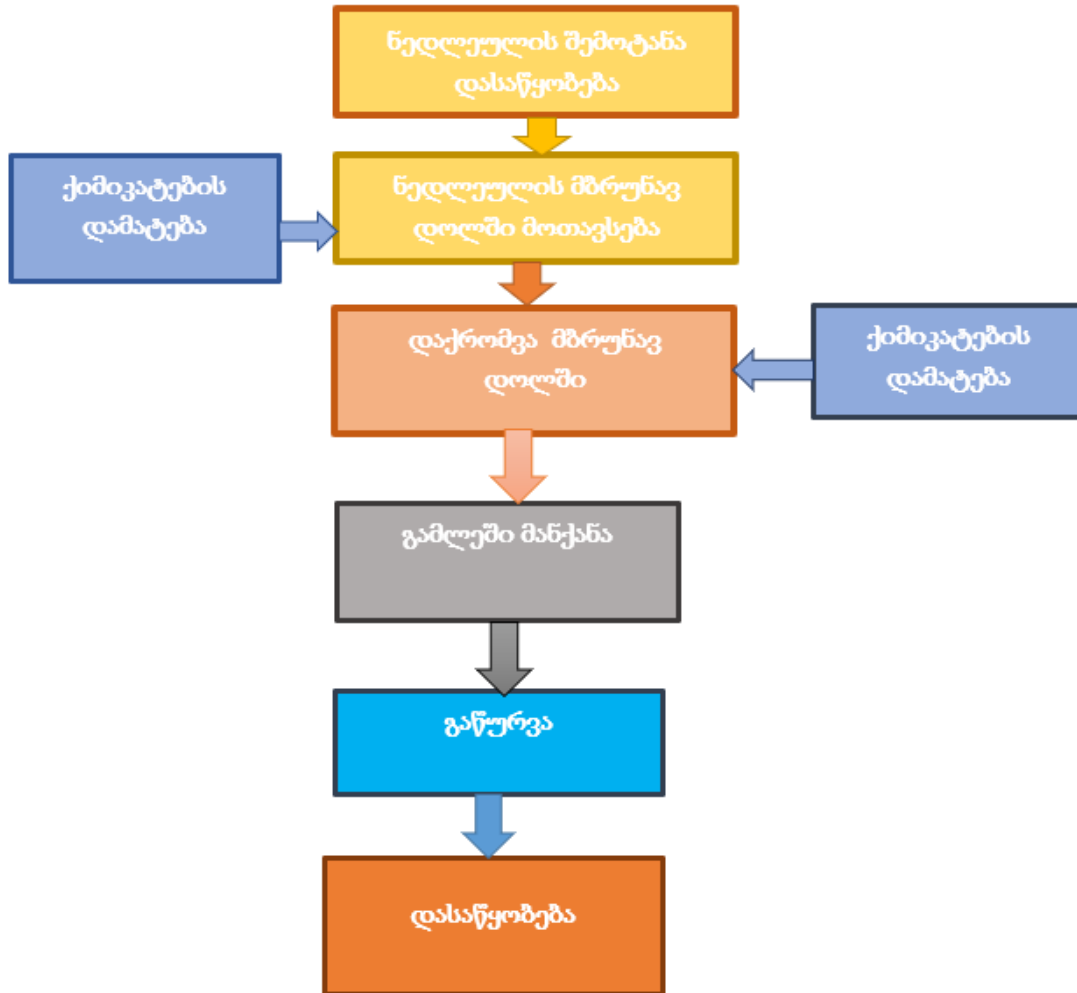 ნედლეულის შემოტანა
დასაწყობება
ქიმიკატების
დამატება
ნედლეულის მბრუნავ
დოლში მოთავსება
დაქრომვა მბრუნავ
დოლში
ქიმიკატების
დამატება
გამლეში მანქანა
გაწურვა
დასაწყობება